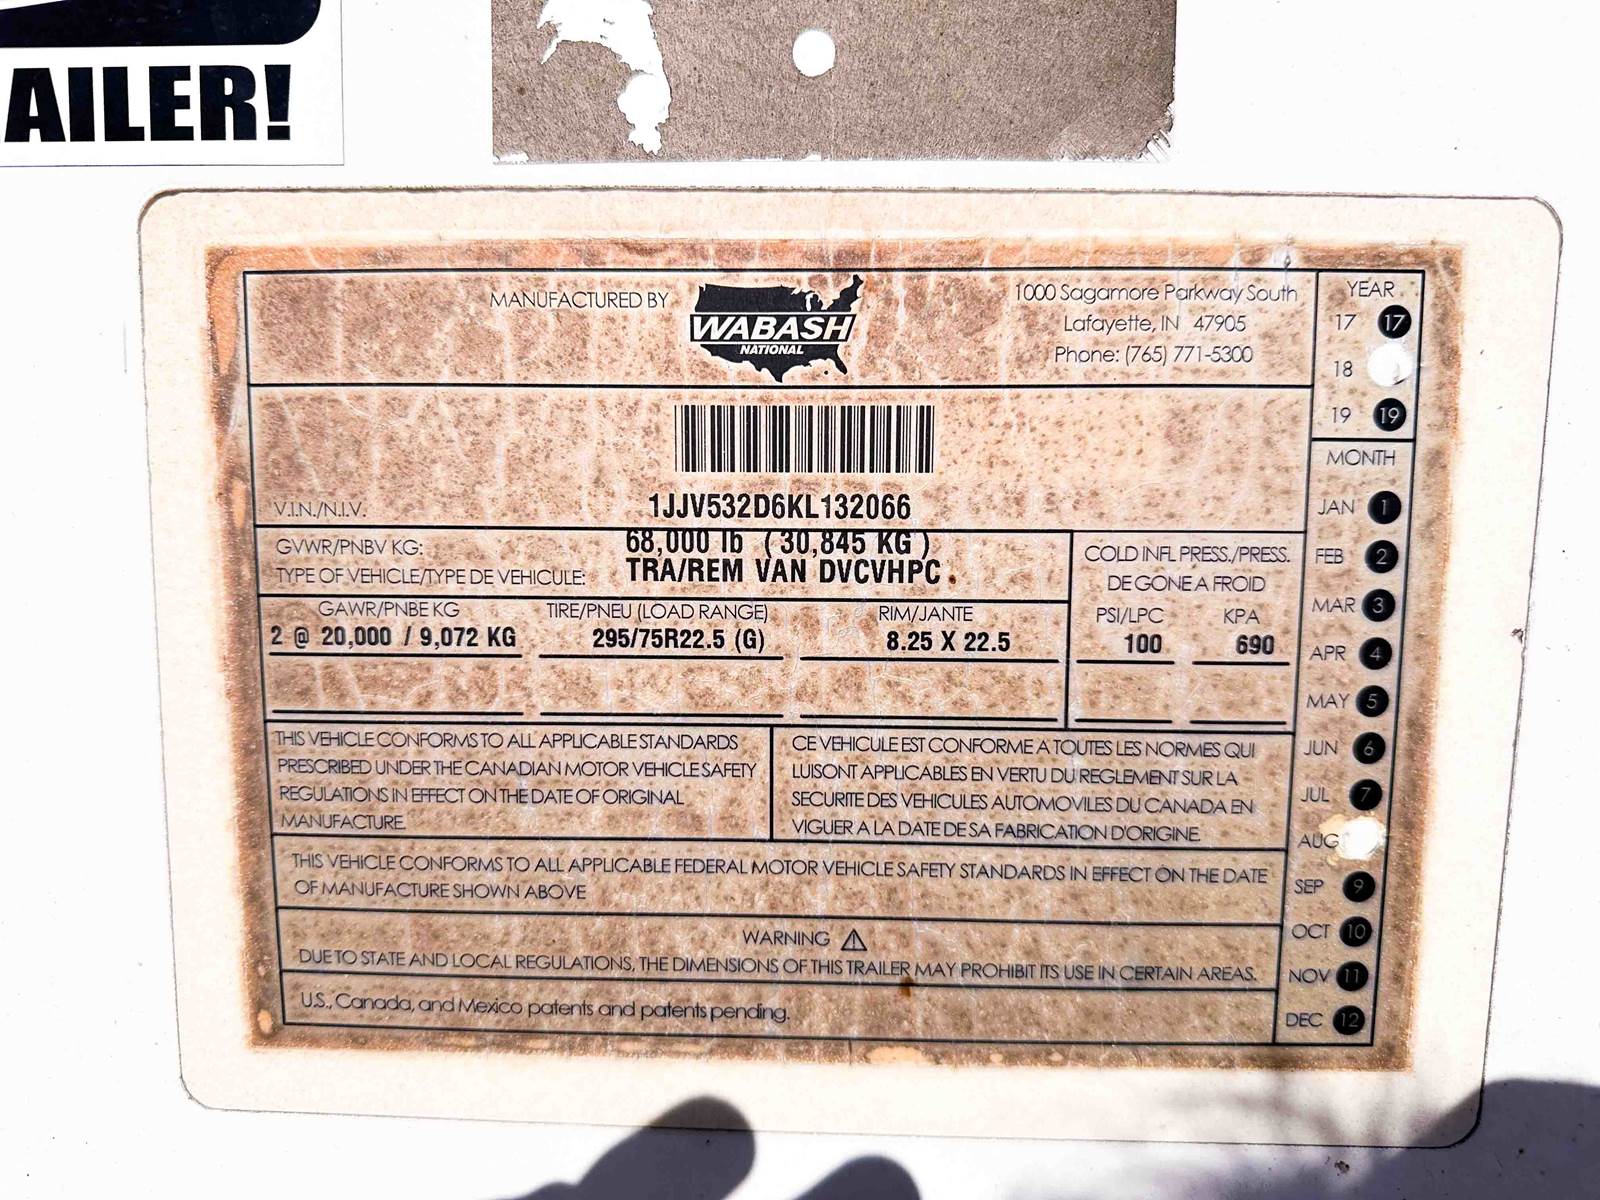 AILER!
MANUFACTURED BY
WABASH
NATIONAL
1000 Sagamore Parkway South
Lafayette, IN 47905
Phone: (765) 771-5300
YEAR
17 17
18
19 19
V.I.N./N.I.V. 1JJV532D6KL132066
GVWR/PNBV KG: 68,000 lb (30,845 KG)
TYPE OF VEHICLE/TYPE DE VEHICULE: TRA/REM VAN DVCVHPC
COLD INFL PRESS./PRESS.
DE GONE A FROID
GAWR/PNBE KG TIRE/PNEU (LOAD RANGE) RIM/JANTE PSI/LPC KPA
2 @ 20,000 / 9,072 KG 295/75R22.5 (G) 8.25 X 22.5 100 690
THIS VEHICLE CONFORMS TO ALL APPLICABLE STANDARDS
PRESCRIBED UNDER THE CANADIAN MOTOR VEHICLE SAFETY
REGULATIONS IN EFFECT ON THE DATE OF ORIGINAL
MANUFACTURE.
CE VEHICULE EST CONFORME A TOUTES LES NORMES QUI
LUISONT APPLICABLES EN VERTU DU REGLEMENT SUR LA
SECURITE DES VEHICULES AUTOMOVILES DU CANADA EN
VIGUER A LA DATE DE SA FABRICATION D'ORIGINE.
THIS VEHICLE CONFORMS TO ALL APPLICABLE FEDERAL MOTOR VEHICLE SAFETY STANDARDS IN EFFECT ON THE DATE
OF MANUFACTURE SHOWN ABOVE
WARNING
DUE TO STATE AND LOCAL REGULATIONS, THE DIMENSIONS OF THIS TRAILER MAY PROHIBIT ITS USE IN CERTAIN AREAS.
U.S., Canada, and Mexico patents and patents pending.
MONTH
JAN 1
FEB 2
MAR 3
APR 4
MAY 5
JUN 6
JUL 7
AUG
SEP 9
OCT 10
NOV 11
DEC 12